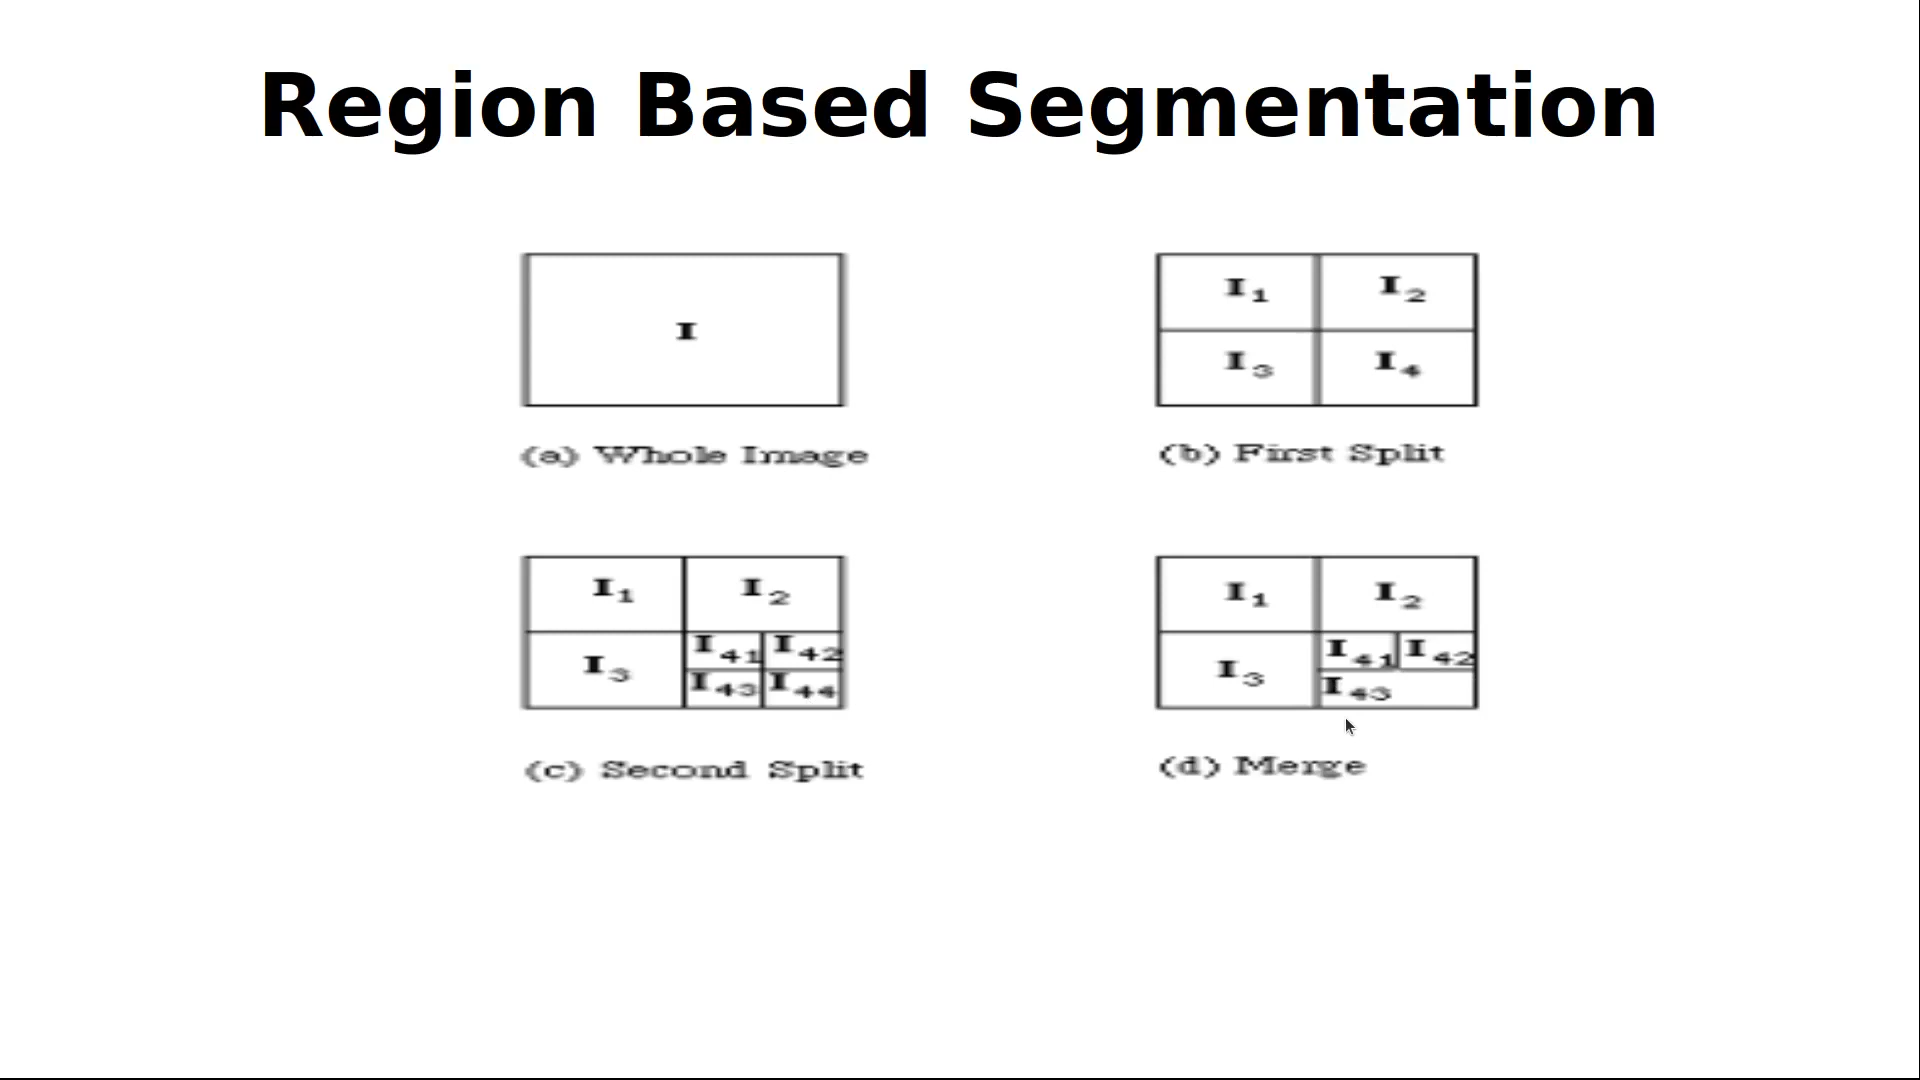 Region Based Segmentation
I
I1 I2
I3 I4
(a) Whole Image
(b) First Split
I1 I2
I3
I41 I42
I43 I44
I1 I2
I3
I41 I42
I43
(c) Second Split
(d) Merge